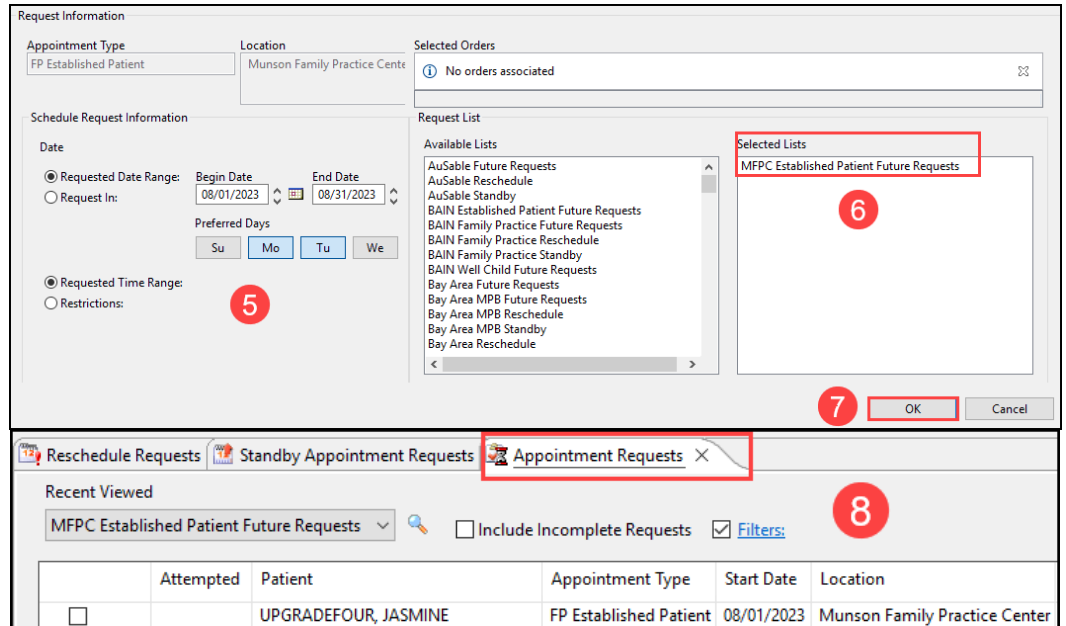 Request Information
Appointment Type
Location
Selected Orders
FP Established Patient
Munson Family Practice Cente
No orders associated
Schedule Request Information
Request List
Date
Available Lists
Selected Lists
Requested Date Range:
Begin Date
End Date
Request In:
08/01/2023
08/31/2023
Preferred Days
Su
Mo
Tu
We
Requested Time Range:
Restrictions:
5
AuSable Future Requests
AuSable Reschedule
AuSable Standby
BAIN Established Patient Future Requests
BAIN Family Practice Future Requests
BAIN Family Practice Reschedule
BAIN Family Practice Standby
BAIN Well Child Future Requests
Bay Area Future Requests
Bay Area MPB Future Requests
Bay Area MPB Reschedule
Bay Area MPB Standby
Bay Area Reschedule
MFPC Established Patient Future Requests
6
7
OK
Cancel
Reschedule Requests
Standby Appointment Requests
Appointment Requests
Recent Viewed
8
MFPC Established Patient Future Requests
Include Incomplete Requests
Filters:
Attempted
Patient
Appointment Type
Start Date
Location
UPGRADEFOUR, JASMINE
FP Established Patient
08/01/2023
Munson Family Practice Center